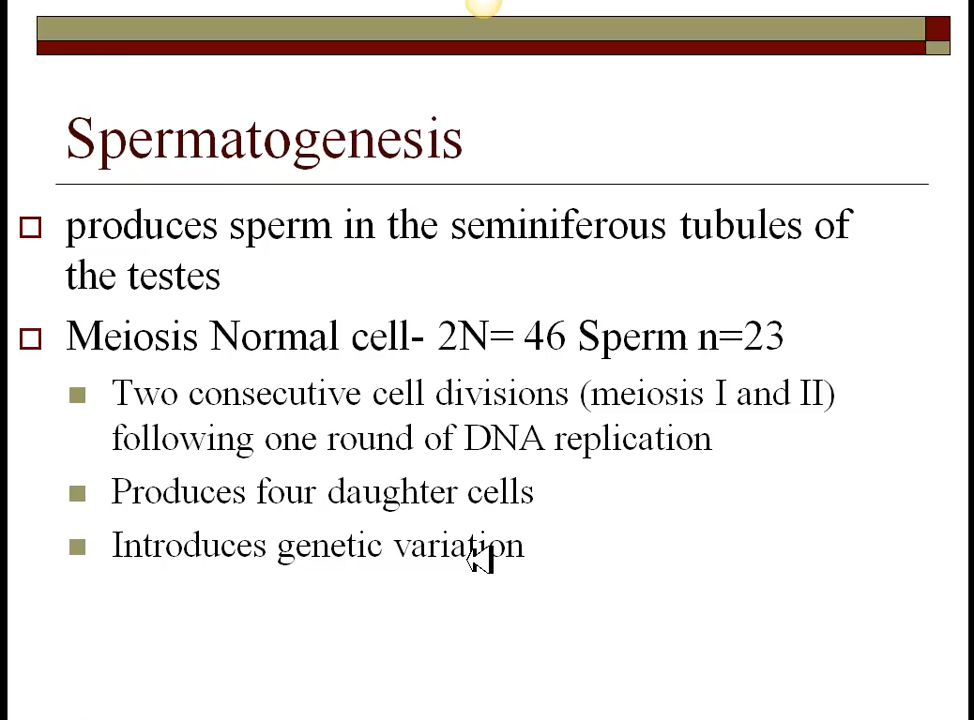 Spermatogenesis
produces sperm in the seminiferous tubules of
the testes
Meiosis Normal cell- 2N= 46 Sperm n=23
Two consecutive cell divisions (meiosis I and II)
following one round of DNA replication
Produces four daughter cells
Introduces genetic variation